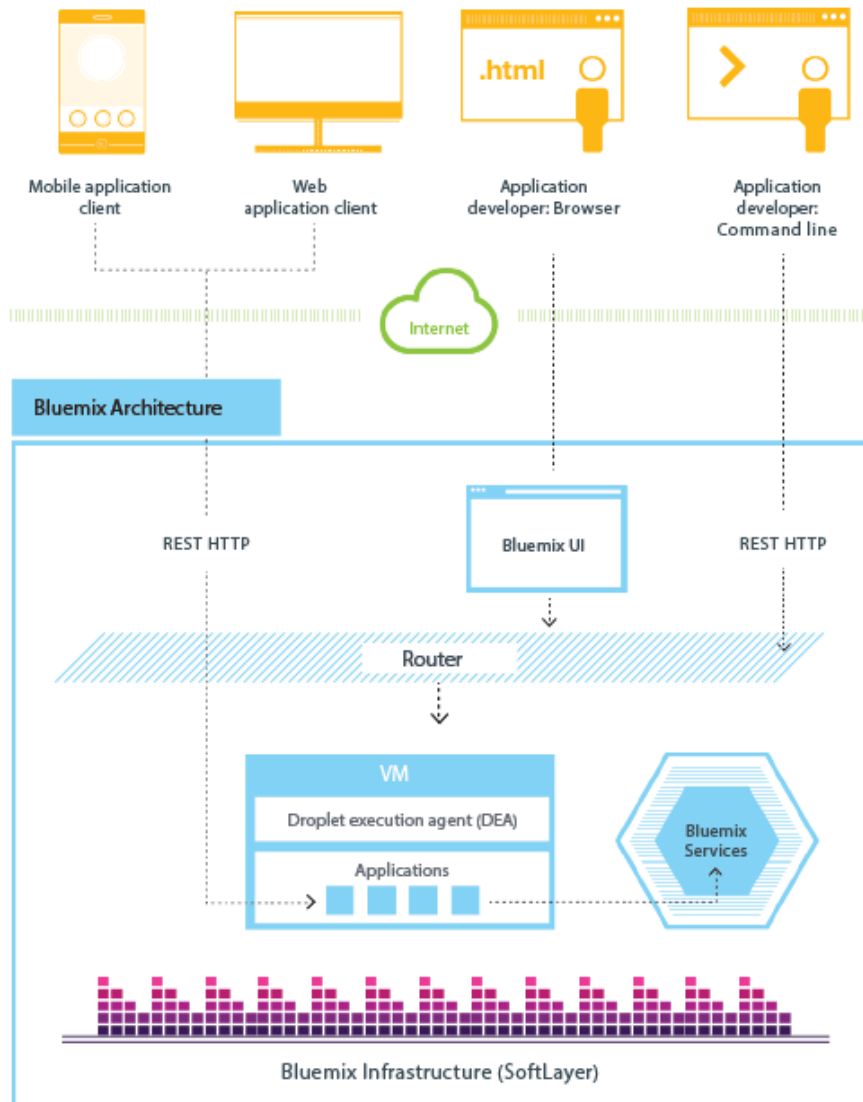 .html
Mobile application
client
Web
application client
Application
developer: Browser
Application
developer:
Command line
Internet
Bluemix Architecture
REST HTTP
Bluemix UI
REST HTTP
Router
VM
Droplet execution agent (DEA)
Applications
Bluemix
Services
Bluemix Infrastructure (SoftLayer)